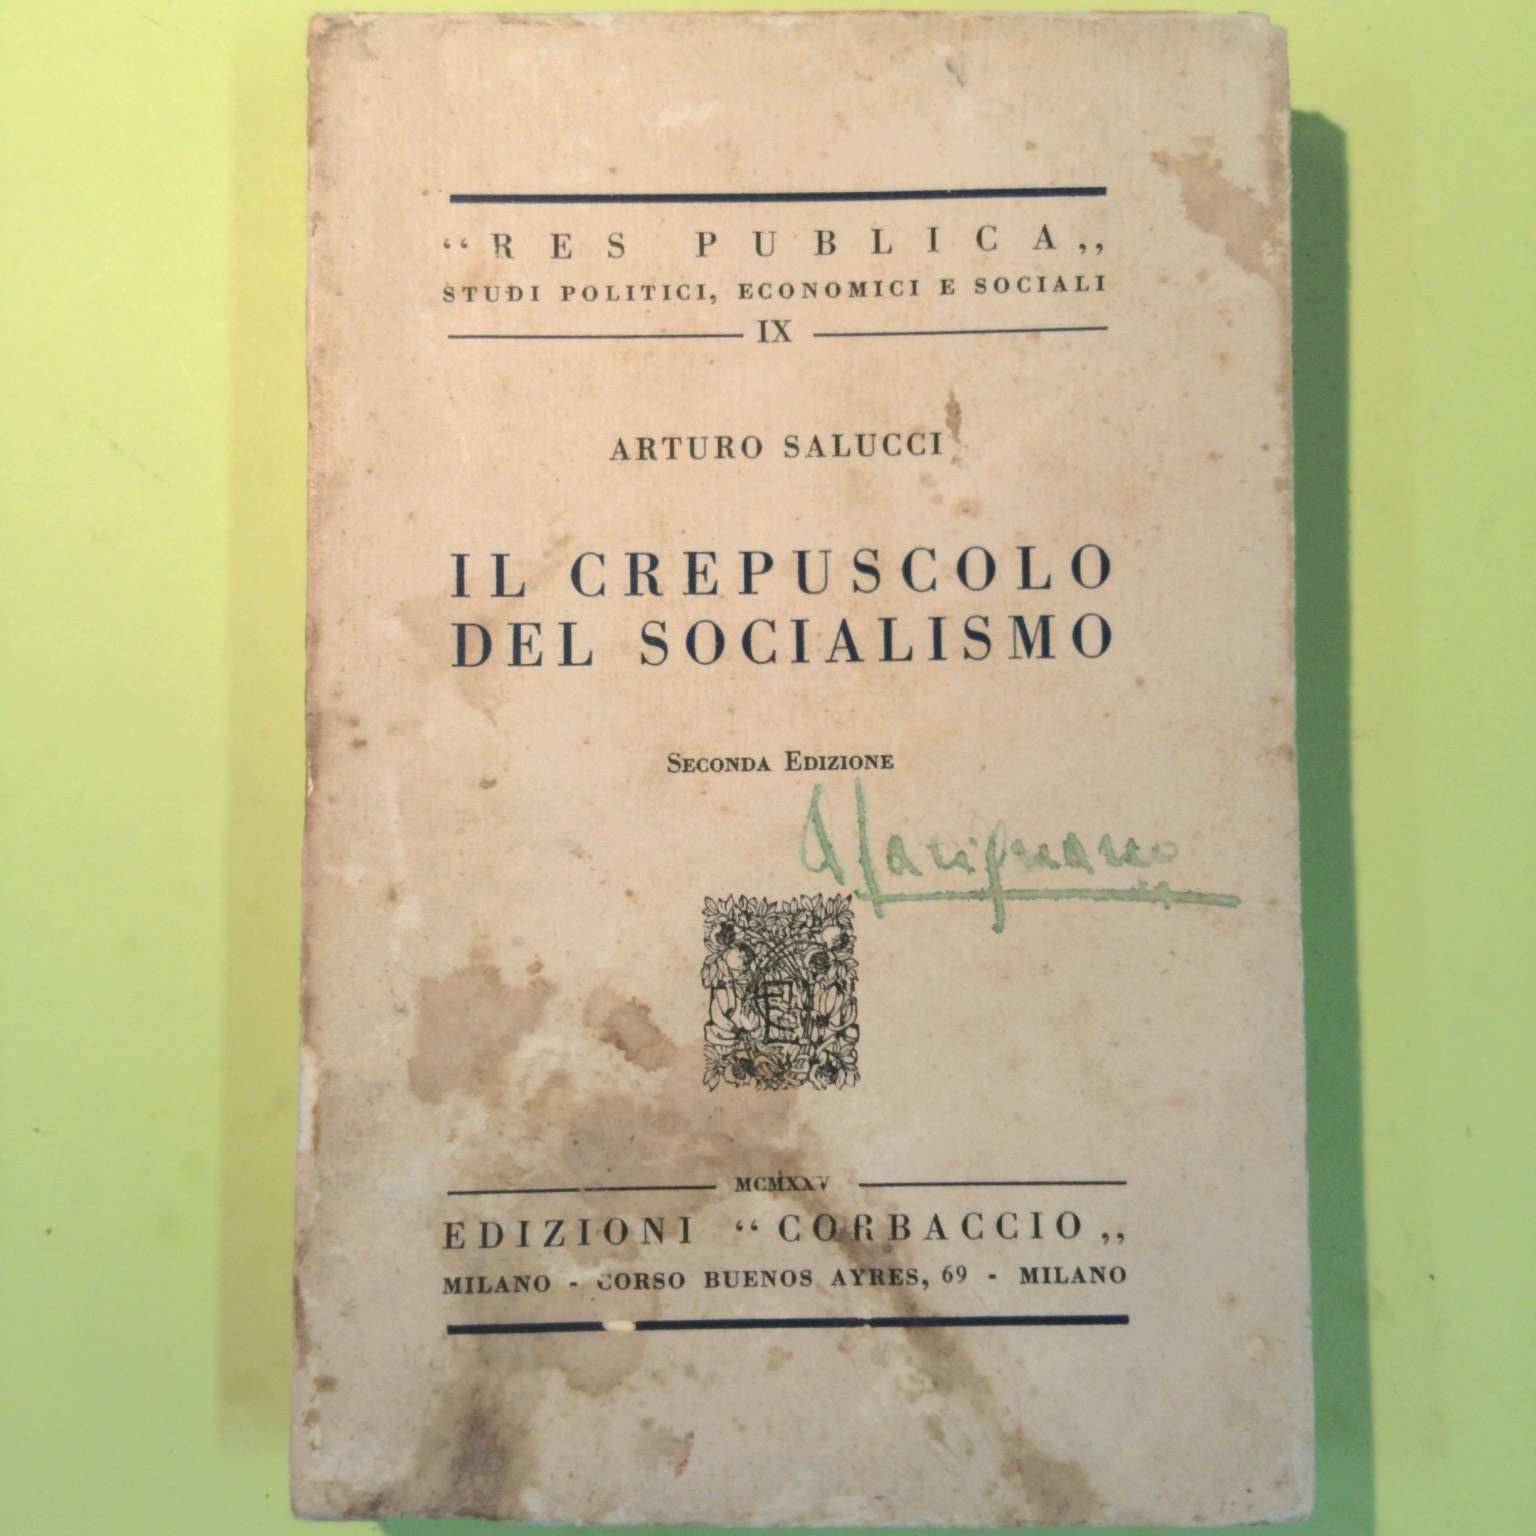 “RES PUBLICA„
STUDI POLITICI, ECONOMICI E SOCIALI
IX
ARTURO SALUCCI
IL CREPUSCOLO
DEL SOCIALISMO
SECONDA EDIZIONE
MCMXXV
EDIZIONI “CORBACCIO„
MILANO - CORSO BUENOS AYRES, 69 - MILANO